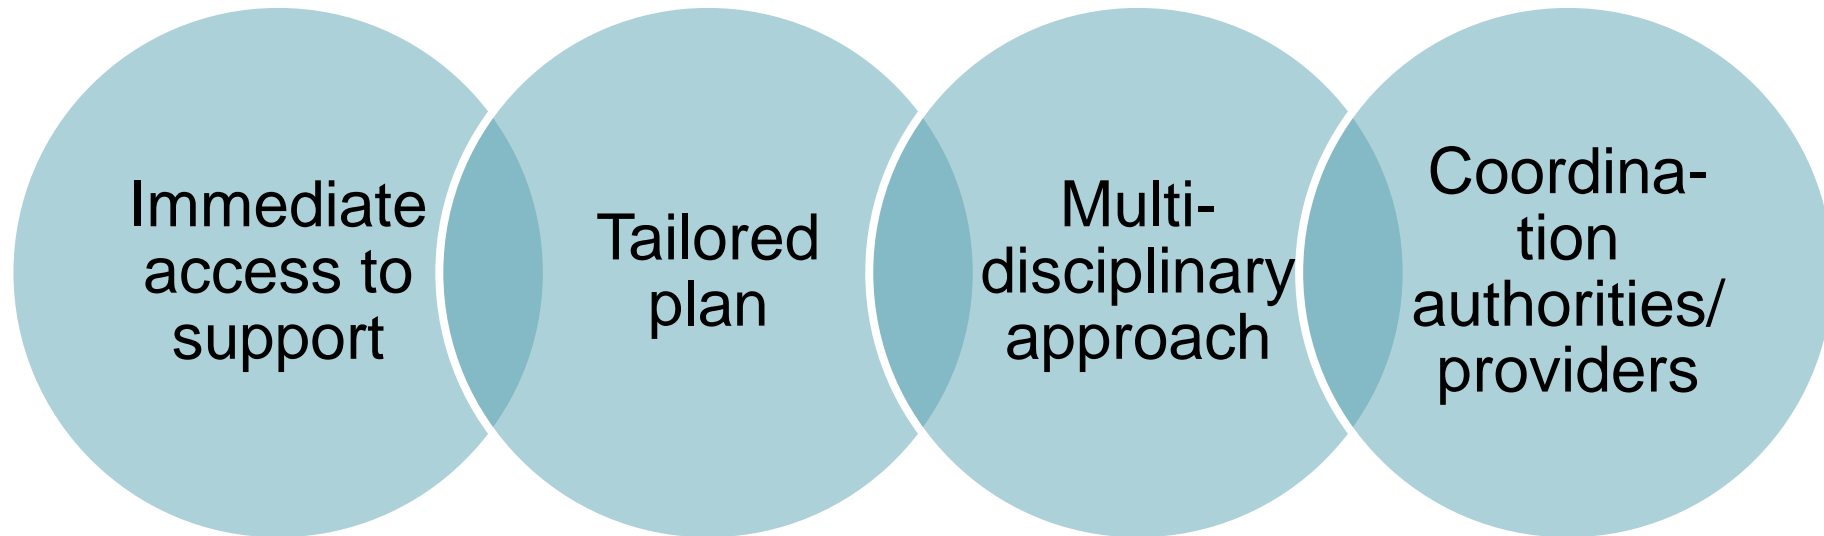 Immediate
access to
support
Tailored
plan
Multi-
disciplinary
approach
Coordina-
tion
authorities/
providers